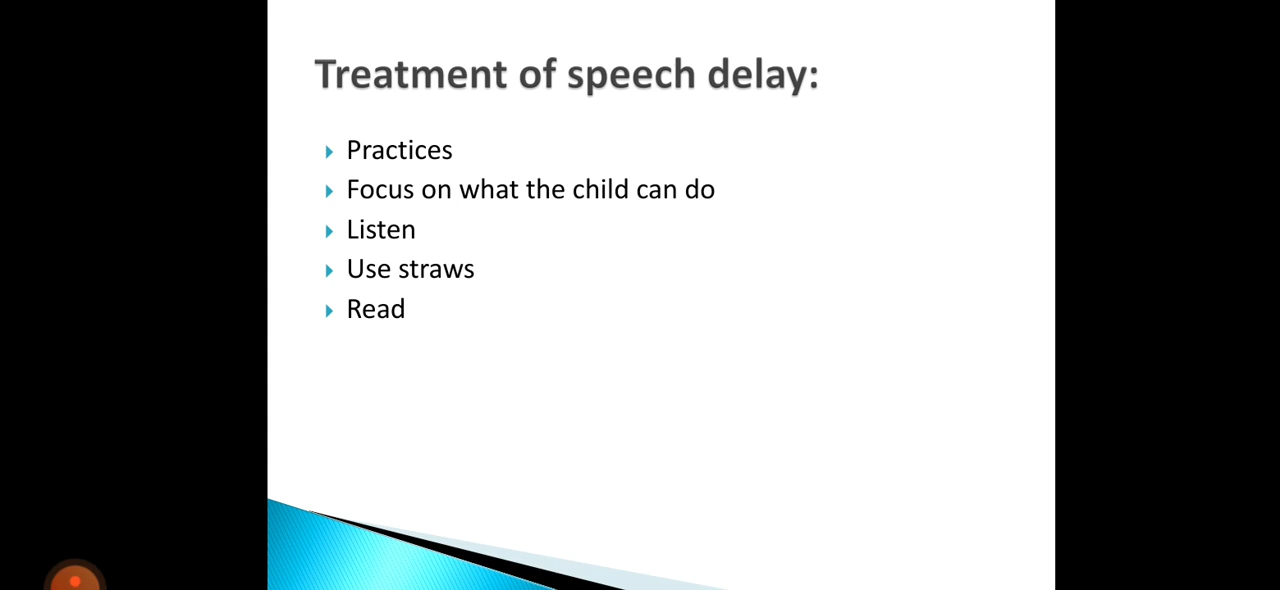 Treatment of speech delay:
Practices
Focus on what the child can do
Listen
Use straws
Read